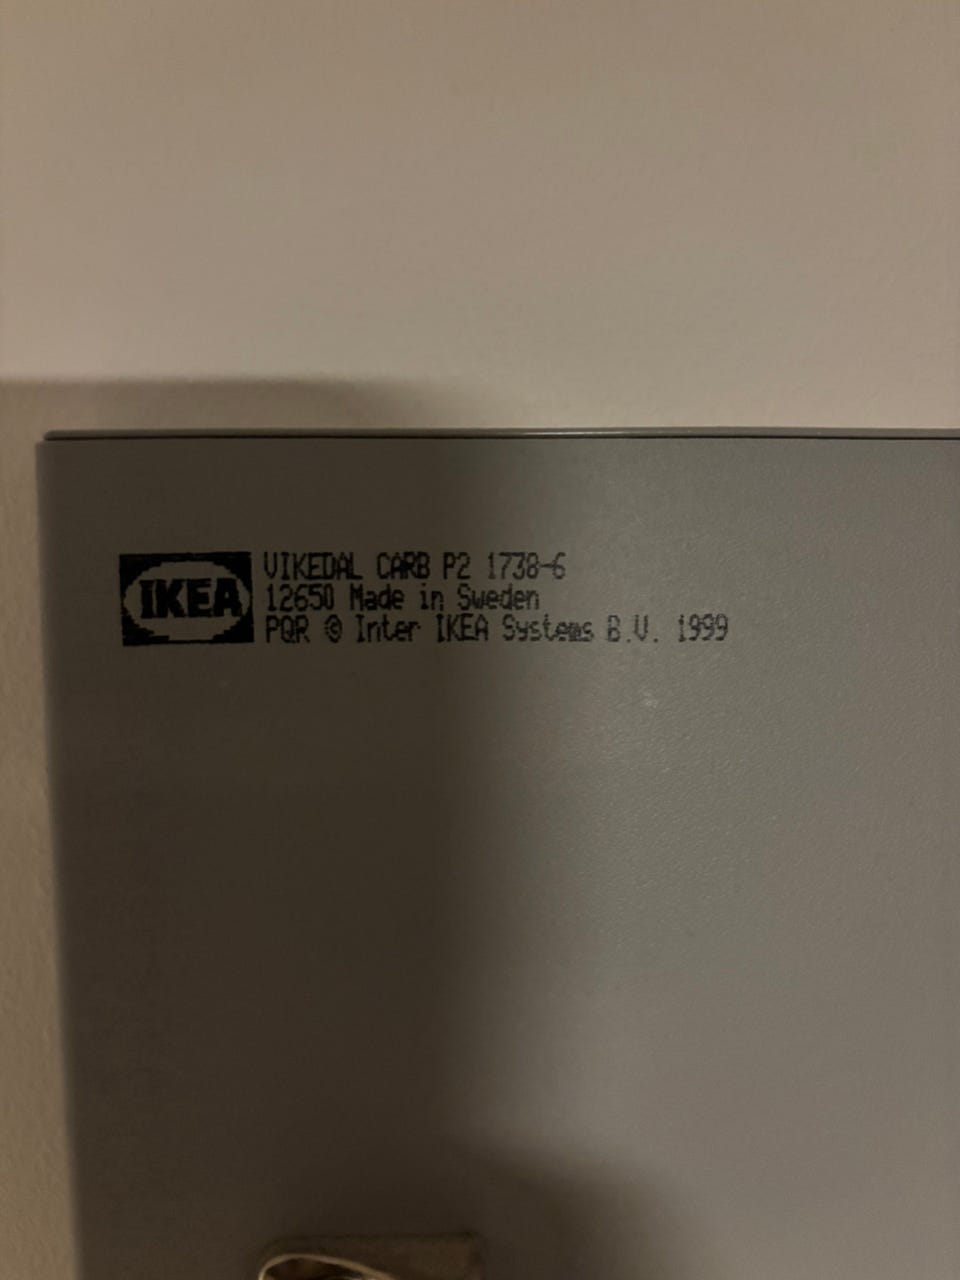 IKEA
VIKEDAL CARB P2 1738-6
12650 Made in Sweden
PQR © Inter IKEA Systems B.V. 1999